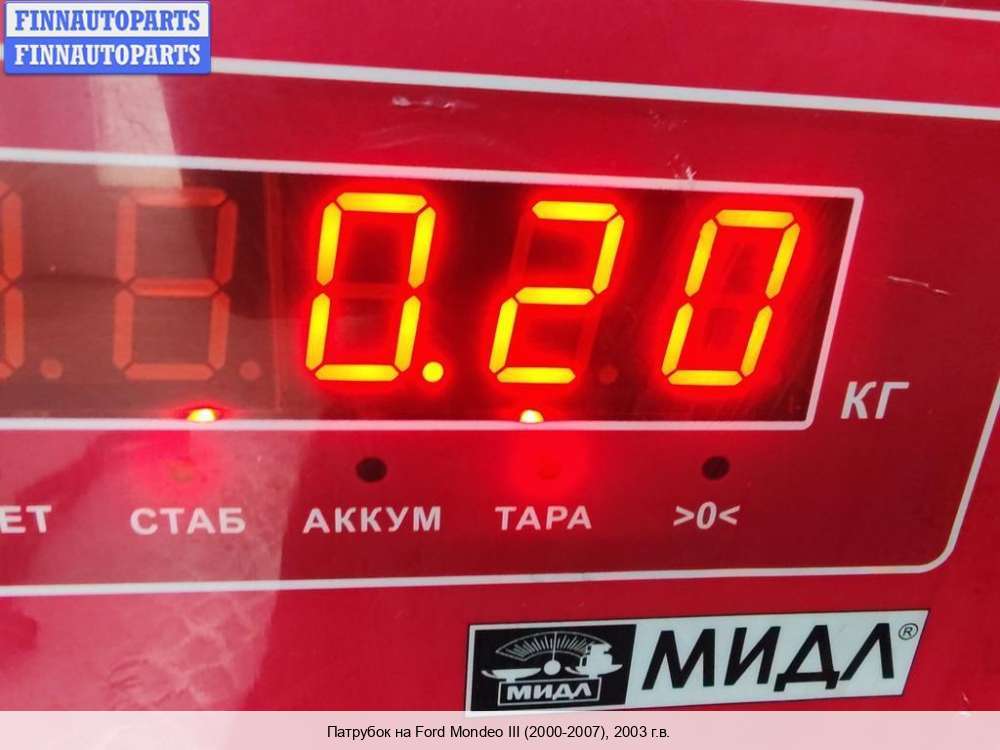 FINNAUTOPARTS
FINNAUTOPARTS
0.20
КГ
ЕТ СТАБ АККУМ ТАРА >0<
МИДЛ МИДЛ®
Патрубок на Ford Mondeo III (2000-2007), 2003 г.в.